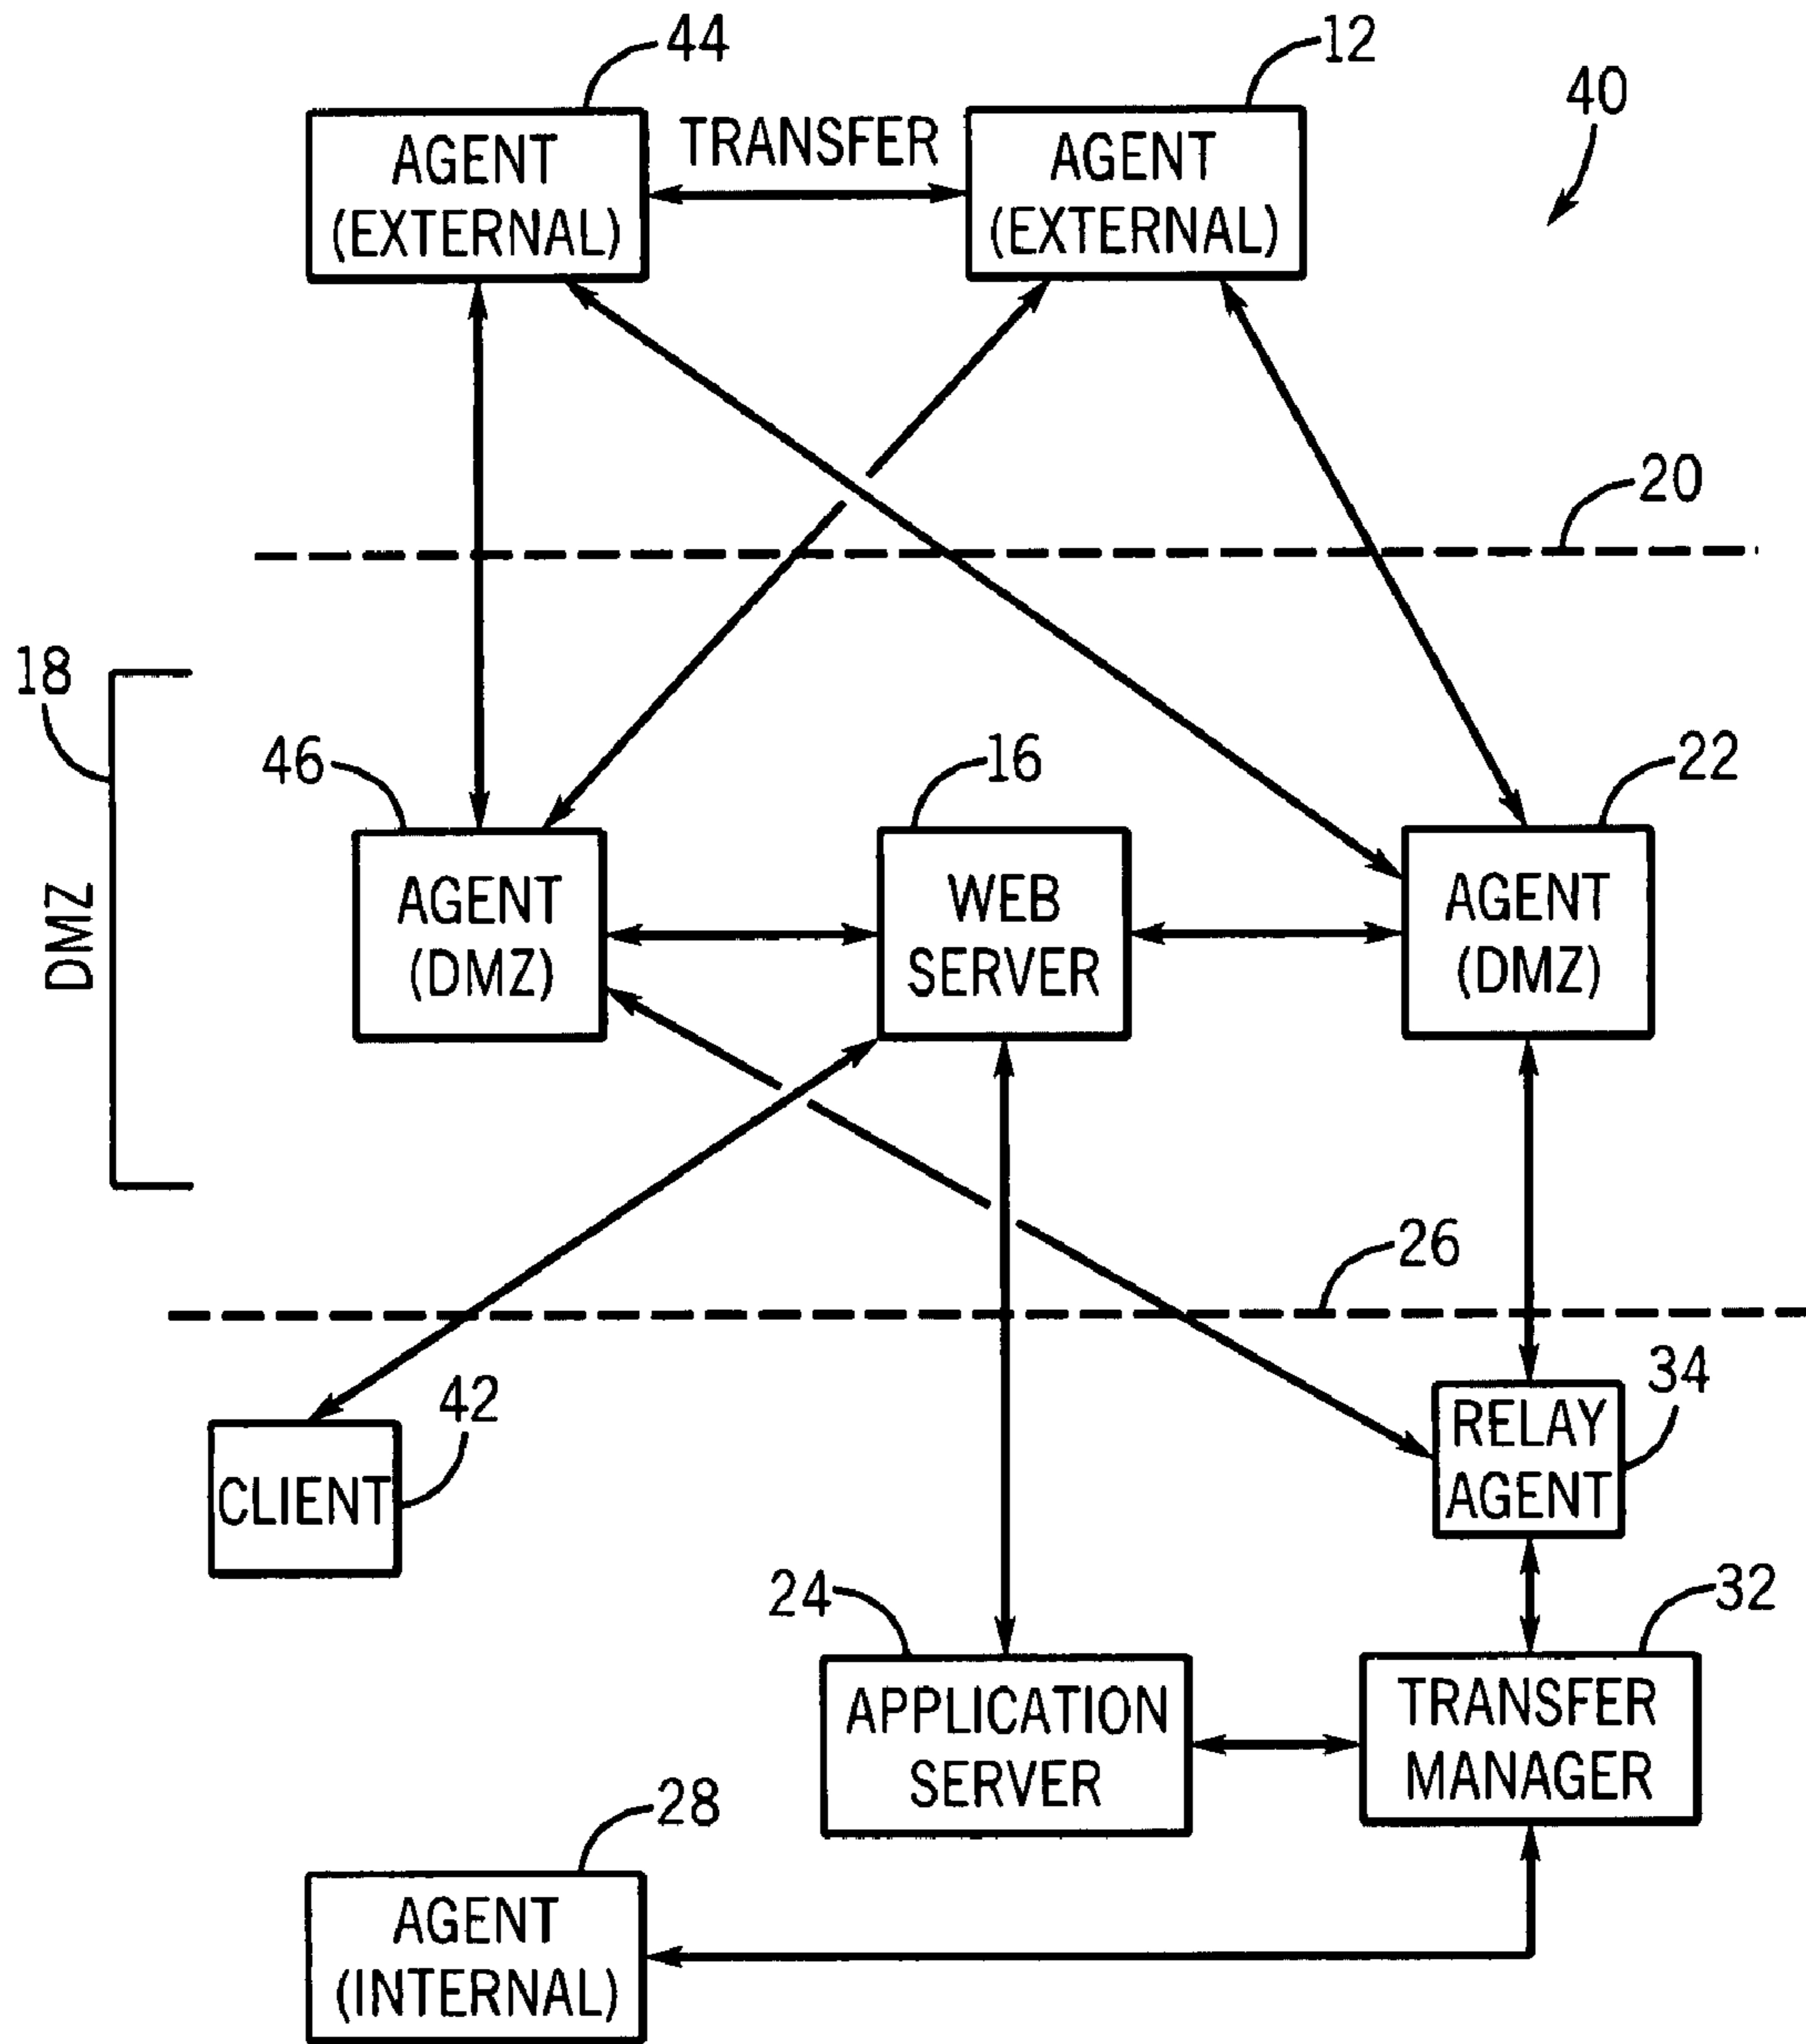 44
12
40
AGENT
(EXTERNAL)
TRANSFER
AGENT
(EXTERNAL)
20
18
DMZ
46
16
22
AGENT
(DMZ)
WEB
SERVER
AGENT
(DMZ)
26
42
CLIENT
34
RELAY
AGENT
24
32
APPLICATION
SERVER
TRANSFER
MANAGER
28
AGENT
(INTERNAL)